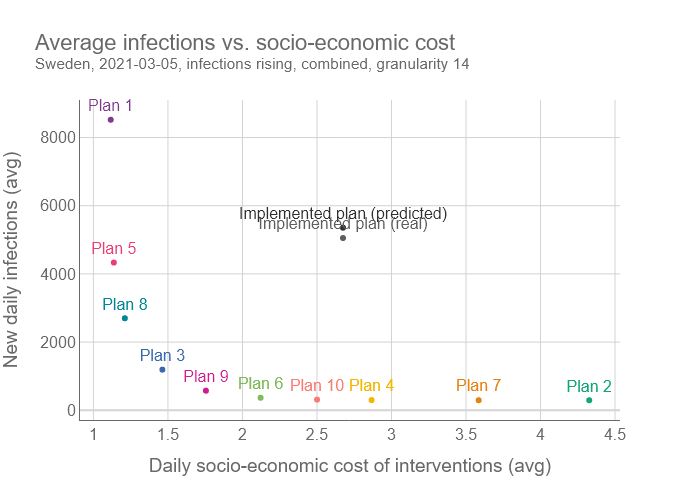 Average infections vs. socio-economic cost
Sweden, 2021-03-05, infections rising, combined, granularity 14
Plan 1
8000
6000
Implemented plan (predicted)
Implemented plan (real)
Plan 5
4000
Plan 8
2000
Plan 3
Plan 9
Plan 6
Plan 10
Plan 4
Plan 7
Plan 2
0
1
1.5
2
2.5
3
3.5
4
4.5
New daily infections (avg)
Daily socio-economic cost of interventions (avg)